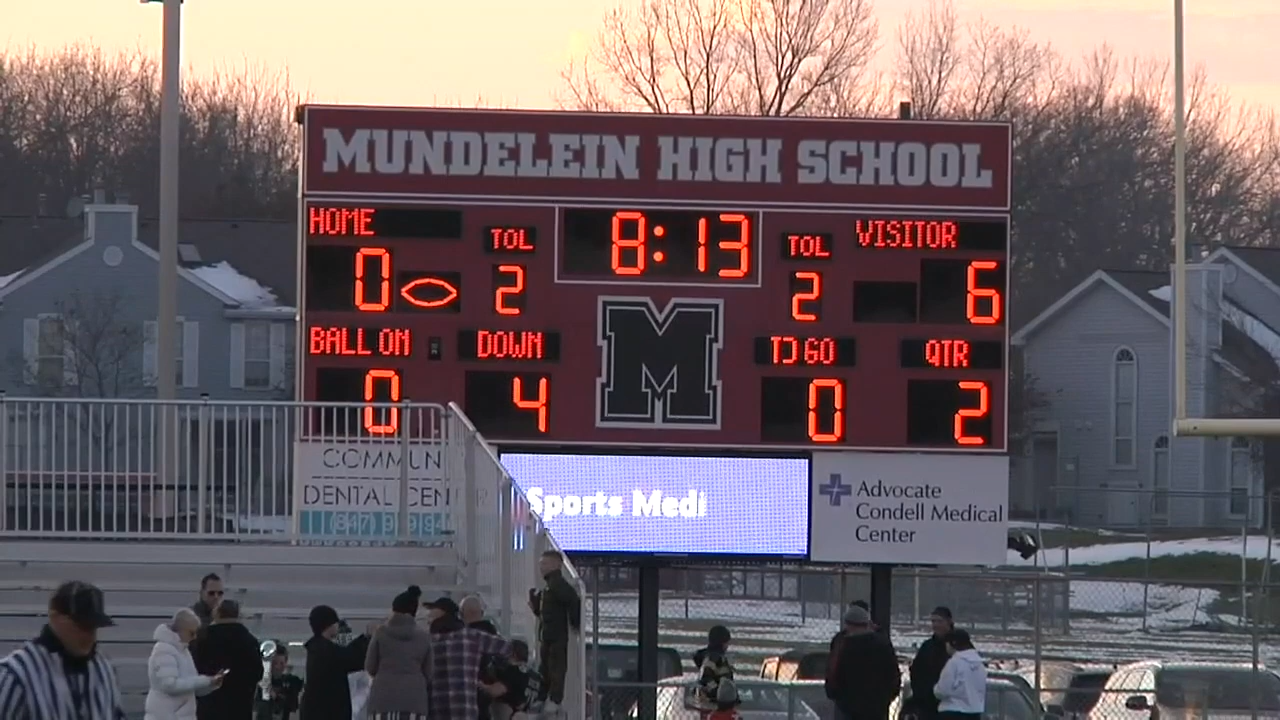 MUNDELEIN HIGH SCHOOL
HOME TOL 8:13 TOL VISITOR
0 2 2 6
BALL ON DOWN M TO GO QTR
0 4 0 2
COMMUN
DENTAL CEN
Sports Medi
Advocate
Condell Medical
Center